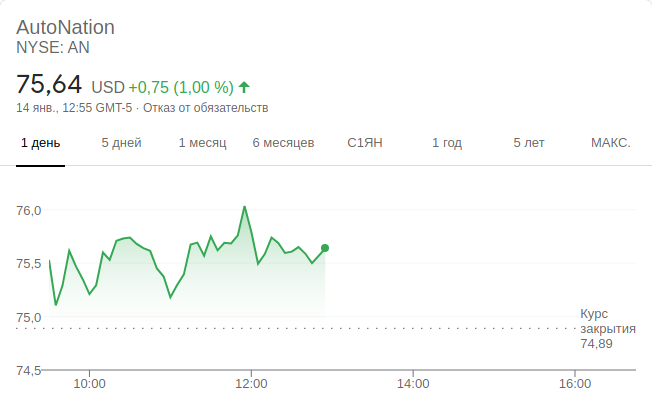 AutoNation
NYSE: AN
75,64 USD +0,75 (1,00 %)
14 янв., 12:55 GMT-5 · Отказ от обязательств
1 день 5 дней 1 месяц 6 месяцев С1ЯН 1 год 5 лет МАКС.
76,0
75,5
75,0
Курс
закрытия
74,89
74,5
10:00 12:00 14:00 16:00